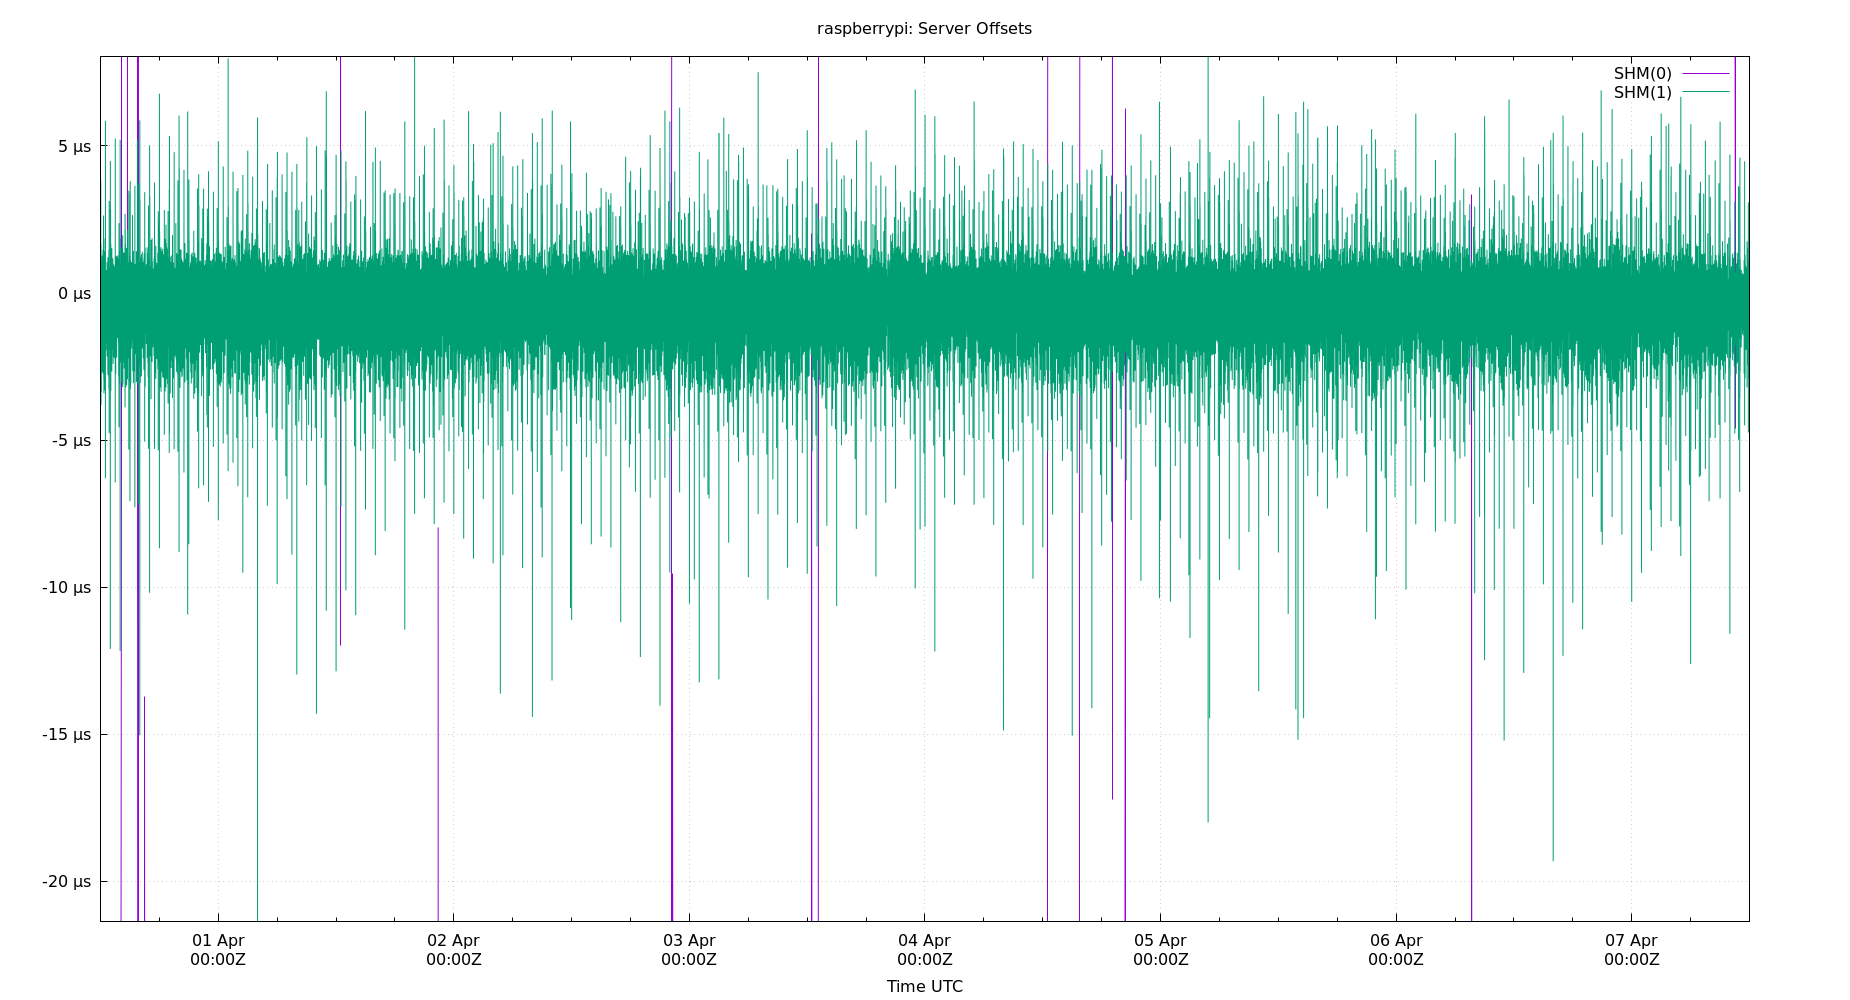 raspberrypi: Server Offsets
SHM(0)
SHM(1)
5 µs
0 µs
-5 µs
-10 µs
-15 µs
-20 µs
01 Apr 02 Apr 03 Apr 04 Apr 05 Apr 06 Apr 07 Apr
00:00Z 00:00Z 00:00Z 00:00Z 00:00Z 00:00Z 00:00Z
Time UTC